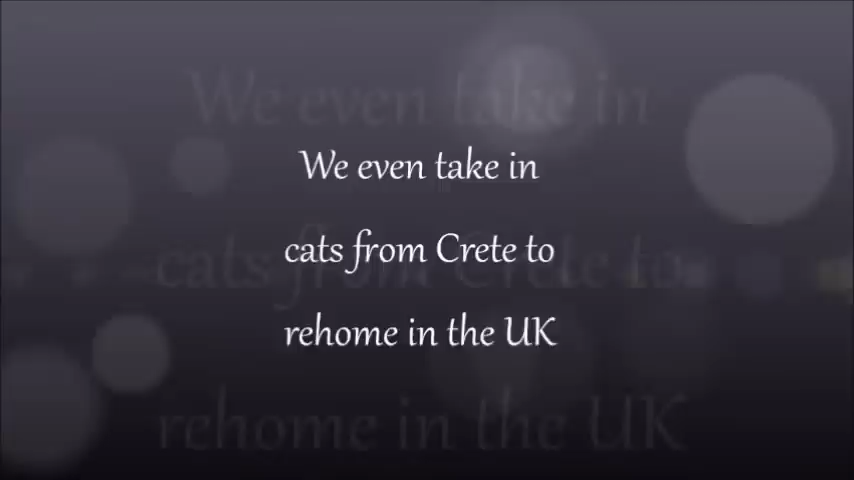 We even take in
cats from Crete to
rehome in the UK